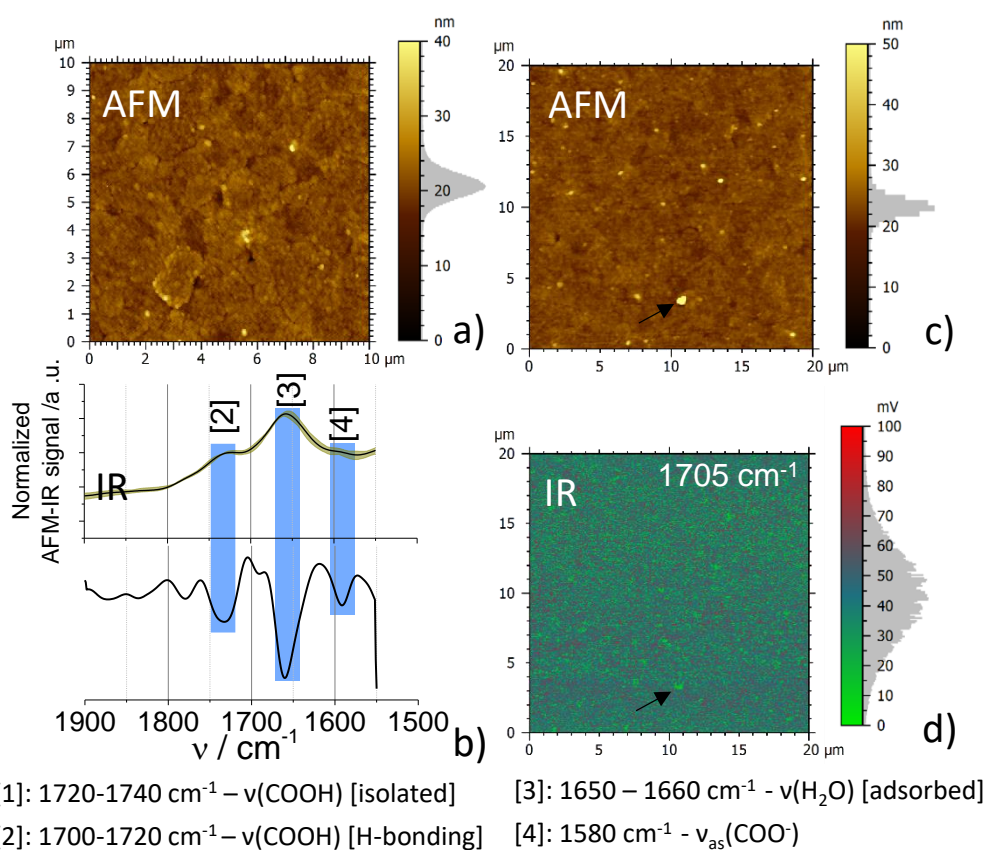 nm
40
30
20
10
0
µm
10
9
8
7
6
5
4
3
2
1
0
AFM
0 2 4 6 8 10 µm
a)
nm
50
40
30
20
10
0
µm
20
15
10
5
0
AFM
0 5 10 15 20 µm
c)
Normalized
AFM-IR signal /a .u.
[2]
[3]
[4]
IR
1900 1800 1700 1600 1500
ν / cm-1
b)
mV
100
90
80
70
60
50
40
30
20
10
0
µm
20
15
10
5
0
IR
1705 cm-1
0 5 10 15 20 µm
d)
[1]: 1720-1740 cm-1 – ν(COOH) [isolated]
[2]: 1700-1720 cm-1 – ν(COOH) [H-bonding]
[3]: 1650 – 1660 cm-1 - ν(H2O) [adsorbed]
[4]: 1580 cm-1 - νas(COO-)